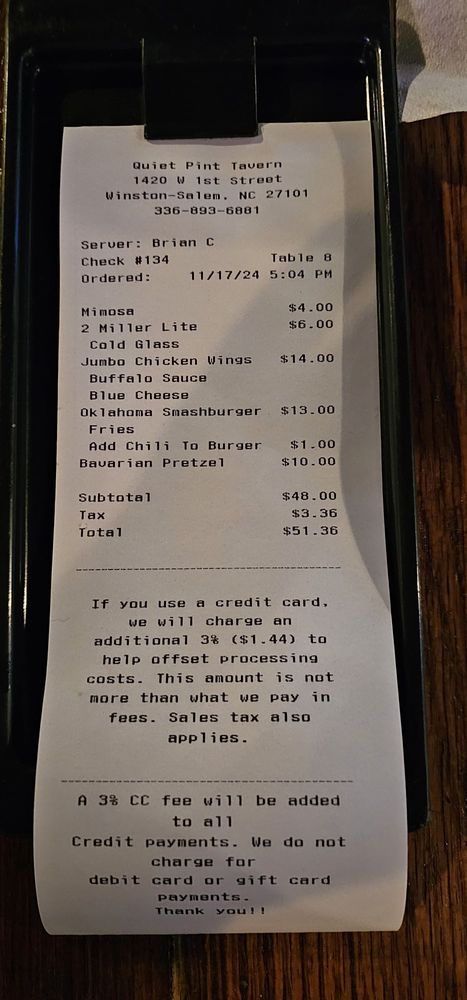 Quiet Pint Tavern
1420 W 1st Street
Winston-Salem, NC 27101
336-893-6881
Server: Brian C
Check #134 Table 8
Ordered: 11/17/24 5:04 PM
Mimosa $4.00
2 Miller Lite $6.00
Cold Glass
Jumbo Chicken Wings $14.00
Buffalo Sauce
Blue Cheese
Oklahoma Smashburger $13.00
Fries
Add Chili To Burger $1.00
Bavarian Pretzel $10.00
Subtotal $48.00
Tax $3.36
Total $51.36
If you use a credit card,
we will charge an
additional 3% ($1.44) to
help offset processing
costs. This amount is not
more than what we pay in
fees. Sales tax also
applies.
A 3% CC fee will be added
to all
Credit payments. We do not
charge for
debit card or gift card
payments.
Thank you!!